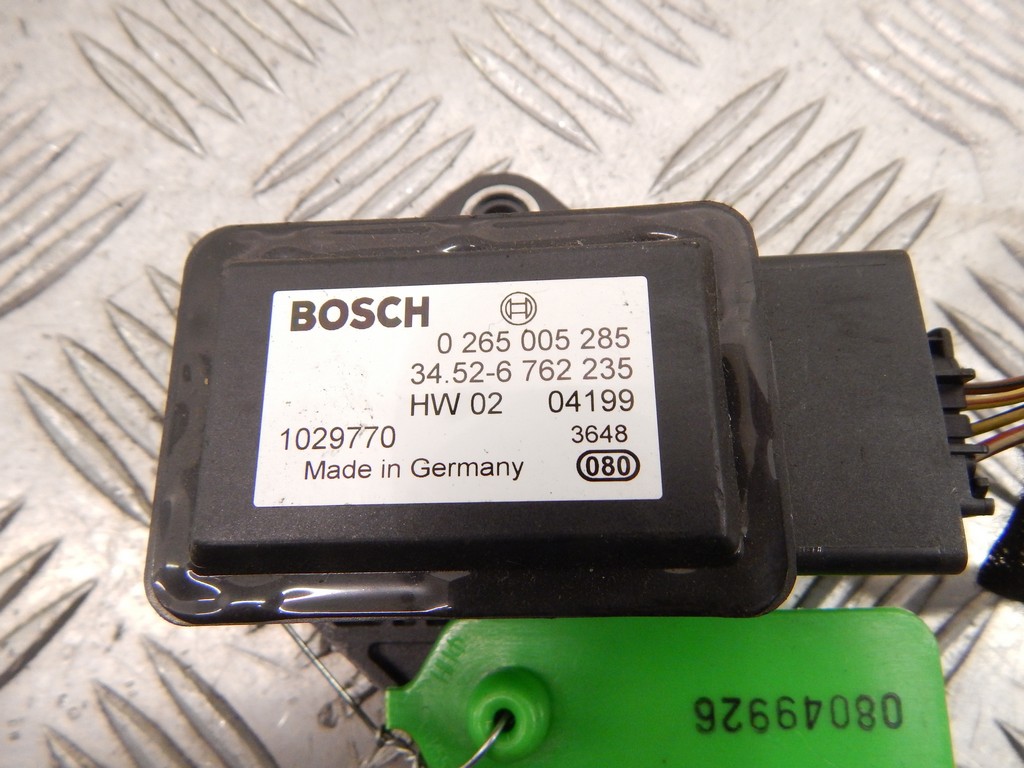 BOSCH
0 265 005 285
34.52-6 762 235
HW 02 04199
1029770 3648
Made in Germany 080
08049926